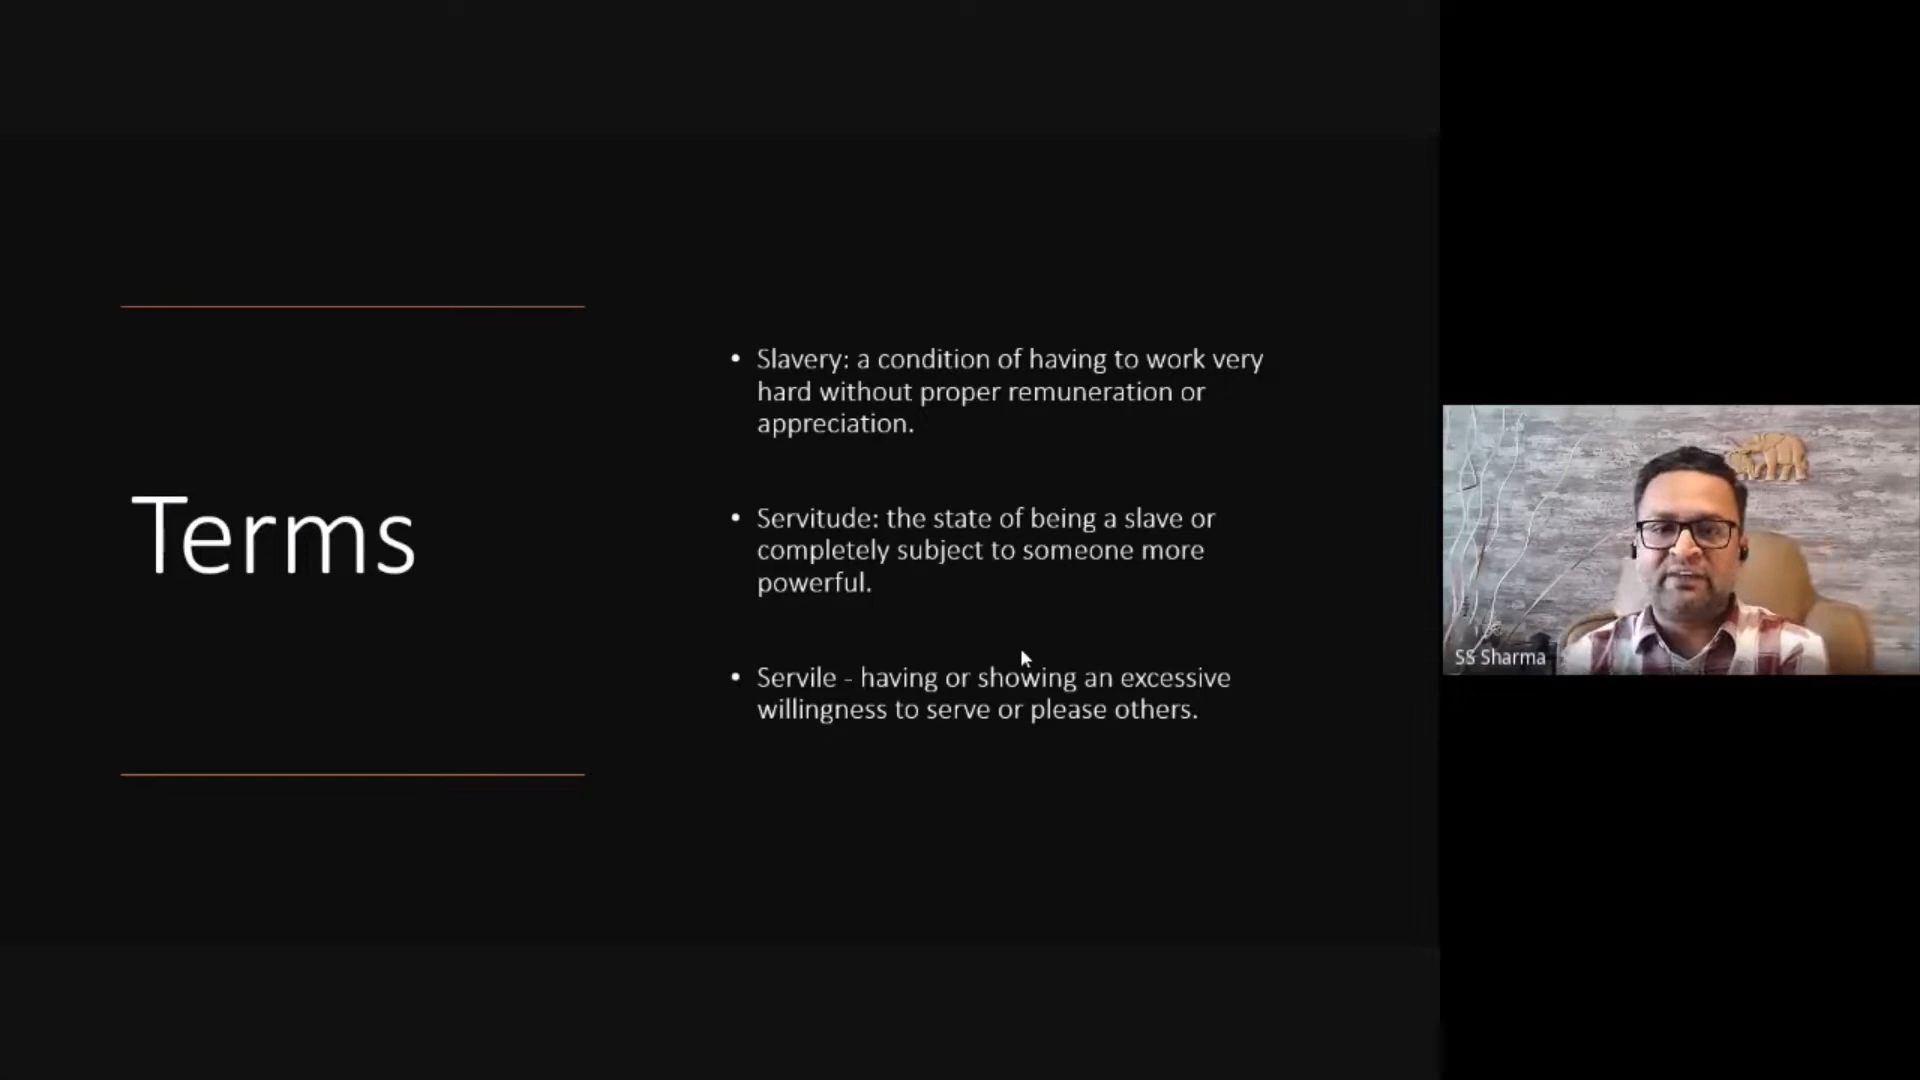 Terms
• Slavery: a condition of having to work very
hard without proper remuneration or
appreciation.
• Servitude: the state of being a slave or
completely subject to someone more
powerful.
• Servile - having or showing an excessive
willingness to serve or please others.
SS Sharma